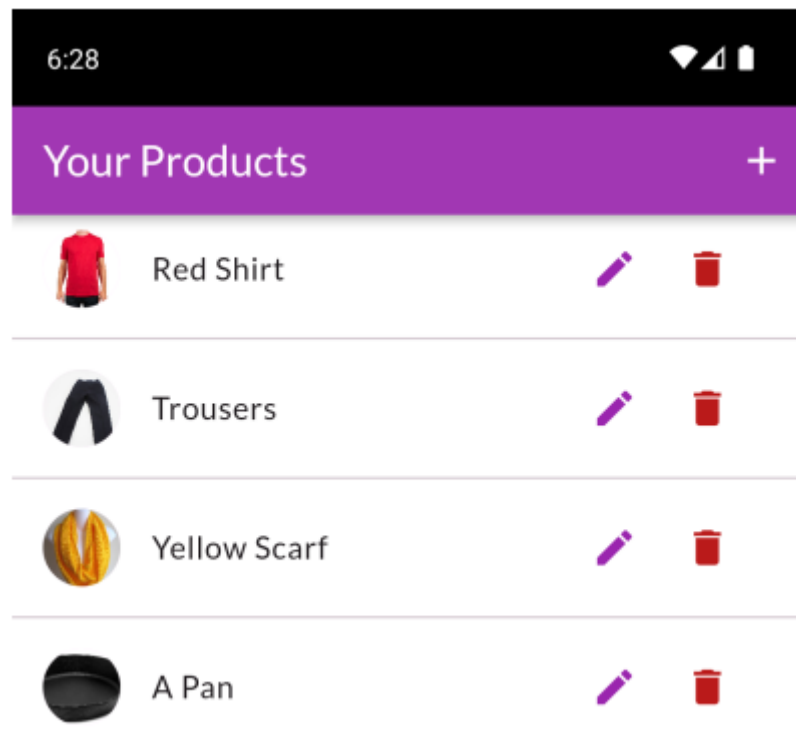 6:28
Your Products
Red Shirt
Trousers
Yellow Scarf
A Pan